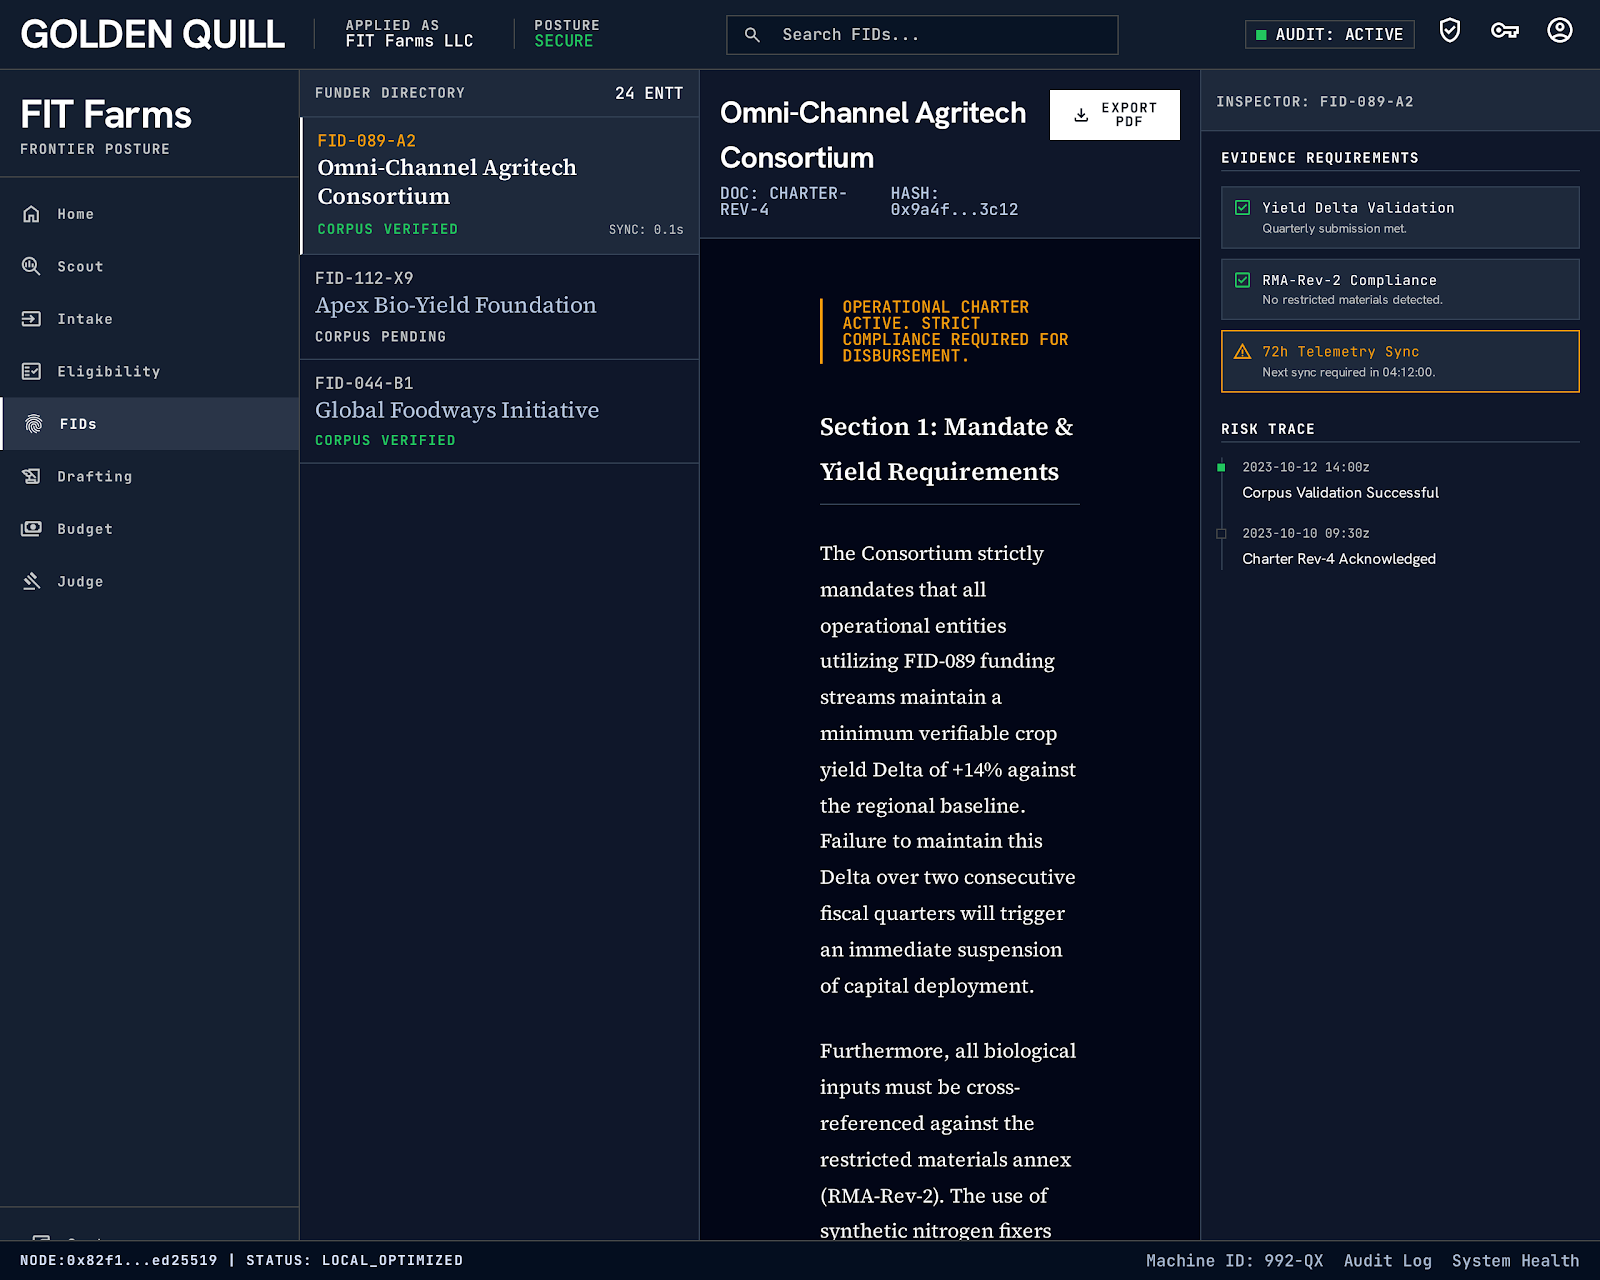 GOLDEN QUILL
APPLIED AS
FIT Farms LLC
POSTURE
SECURE
Search FIDs...
AUDIT: ACTIVE
FIT Farms
FRONTIER POSTURE
Home
Scout
Intake
Eligibility
FIDs
Drafting
Budget
Judge
FUNDER DIRECTORY
24 ENTT
FID-089-A2
Omni-Channel Agritech
Consortium
CORPUS VERIFIED
SYNC: 0.1s
FID-112-X9
Apex Bio-Yield Foundation
CORPUS PENDING
FID-044-B1
Global Foodways Initiative
CORPUS VERIFIED
Omni-Channel Agritech
Consortium
EXPORT
PDF
DOC: CHARTER-
REV-4
HASH:
0x9a4f...3c12
OPERATIONAL CHARTER
ACTIVE. STRICT
COMPLIANCE REQUIRED FOR
DISBURSEMENT.
Section 1: Mandate &
Yield Requirements
The Consortium strictly
mandates that all
operational entities
utilizing FID-089 funding
streams maintain a
minimum verifiable crop
yield Delta of +14% against
the regional baseline.
Failure to maintain this
Delta over two consecutive
fiscal quarters will trigger
an immediate suspension
of capital deployment.
Furthermore, all biological
inputs must be cross-
referenced against the
restricted materials annex
(RMA-Rev-2). The use of
synthetic nitrogen fixers
INSPECTOR: FID-089-A2
EVIDENCE REQUIREMENTS
Yield Delta Validation
Quarterly submission met.
RMA-Rev-2 Compliance
No restricted materials detected.
72h Telemetry Sync
Next sync required in 04:12:00.
RISK TRACE
2023-10-12 14:00z
Corpus Validation Successful
2023-10-10 09:30z
Charter Rev-4 Acknowledged
NODE:0x82f1...ed25519 | STATUS: LOCAL_OPTIMIZED
Machine ID: 992-QX
Audit Log
System Health